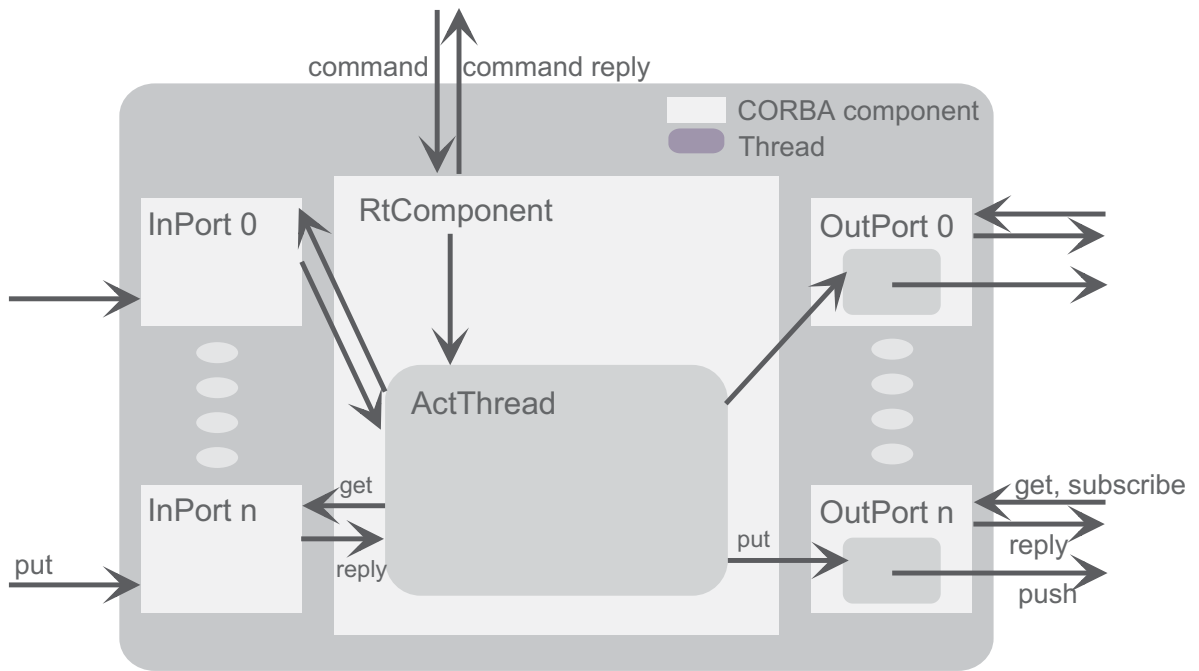 command
command reply
CORBA component
Thread
InPort 0
RtComponent
OutPort 0
ActThread
get
InPort n
reply
put
put
OutPort n
get, subscribe
reply
push